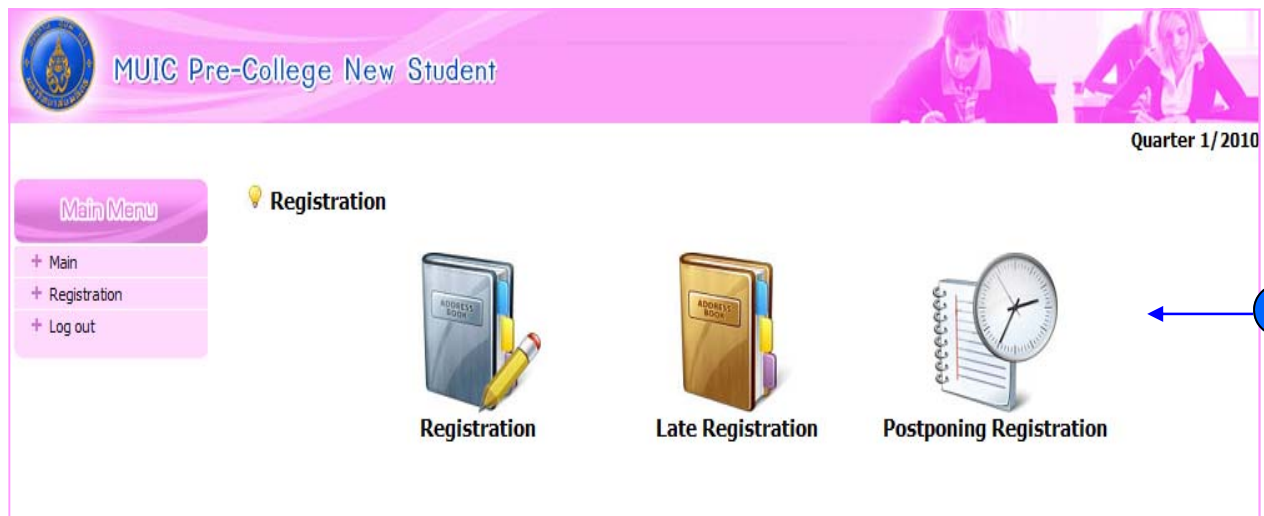 MUIC Pre-College New Student
Quarter 1/2010
Main Menu
Registration
+ Main
+ Registration
+ Log out
ADDRESS BOOK
ADDRESS BOOK
Registration
Late Registration
Postponing Registration